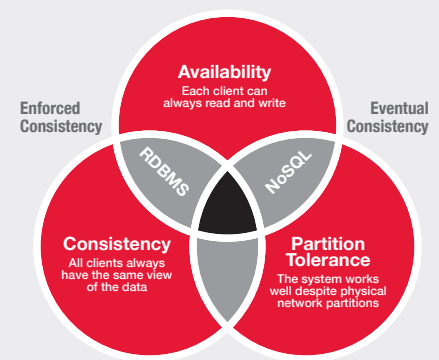 Availability
Each client can
always read and write
Enforced
Consistency
Eventual
Consistency
RDBMS
NoSQL
Consistency
All clients always
have the same view
of the data
Partition
Tolerance
The system works
well despite physical
network partitions